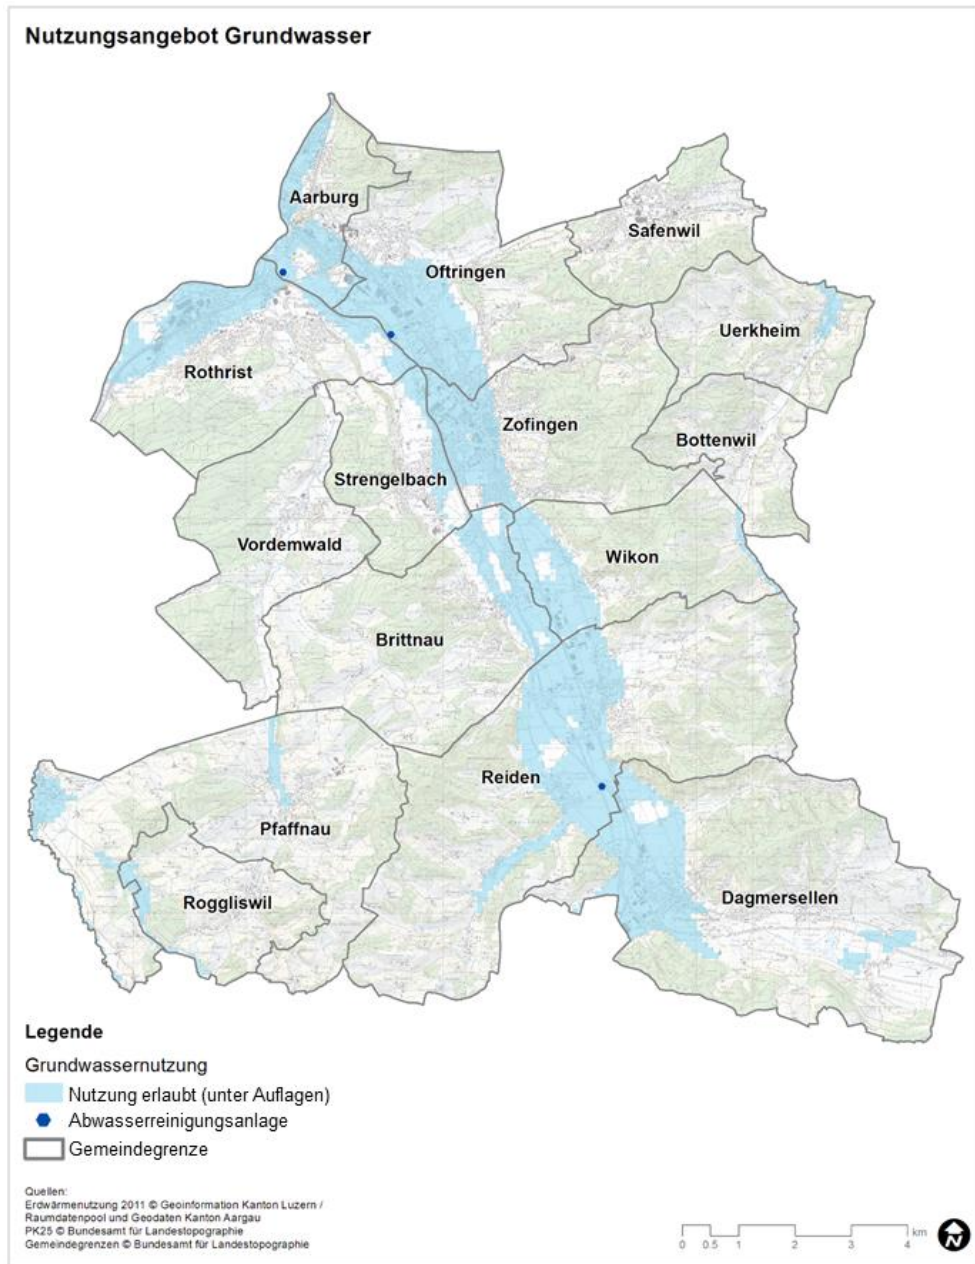 Nutzungsangebot Grundwasser
Aarburg
Safenwil
Oftringen
Uerkheim
Rothrist
Zofingen
Bottenwil
Strengelbach
Vordemwald
Wikon
Brittnau
Reiden
Pfaffnau
Roggliswil
Dagmersellen
Legende
Grundwassernutzung
Nutzung erlaubt (unter Auflagen)
Abwasserreinigungsanlage
Gemeindegrenze
Quellen:
Erdwärmenutzung 2011 © Geoinformation Kanton Luzern /
Raumdatenpool und Geodaten Kanton Aargau
PK25 © Bundesamt für Landestopographie
Gemeindegrenzen © Bundesamt für Landestopographie
km
0 0.5 1 2 3 4
N